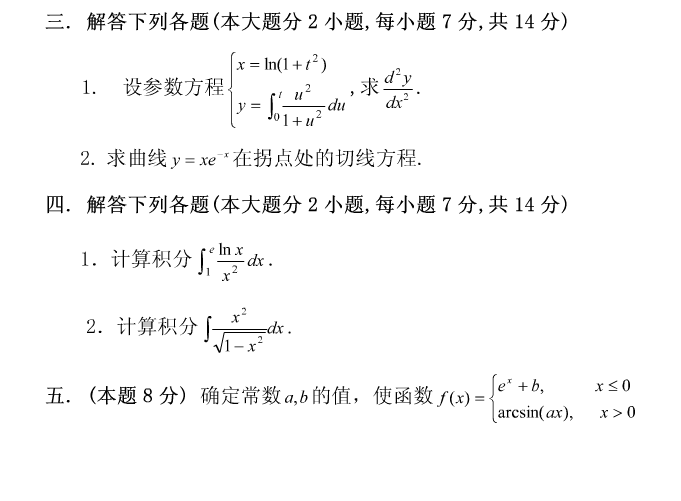 三. 解答下列各题(本大题分 2 小题,每小题 7 分,共 14 分)
1. 设参数方程 $\begin{cases} x = \ln(1+t^2) \\ y = \int_0^t \frac{u^2}{1+u^2} du \end{cases}$ ,求 $\frac{d^2y}{dx^2}$ .
2. 求曲线 $y = xe^{-x}$ 在拐点处的切线方程.
四. 解答下列各题(本大题分 2 小题,每小题 7 分,共 14 分)
1. 计算积分 $\int_1^e \frac{\ln x}{x^2} dx$ .
2. 计算积分 $\int \frac{x^2}{\sqrt{1-x^2}} dx$ .
五. (本题 8 分) 确定常数 $a,b$ 的值，使函数 $f(x) = \begin{cases} e^x + b, & x \leq 0 \\ \arcsin(ax), & x > 0 \end{cases}$